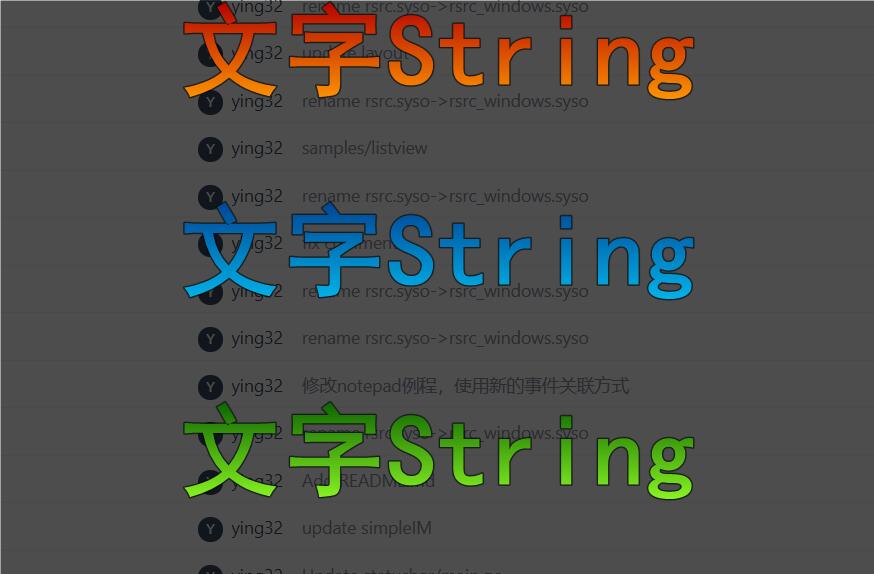 ying32 rename rsrc.syso->rsrc_windows.syso
文字String
ying32 update layout
Y ying32 rename rsrc.syso->rsrc_windows.syso
Y ying32 samples/listview
Y ying32 rename rsrc.syso->rsrc_windows.syso
文字String
ying32 fix comment
ying32 rename rsrc.syso->rsrc_windows.syso
Y ying32 rename rsrc.syso->rsrc_windows.syso
Y ying32 修改notepad例程，使用新的事件关联方式
文字String
ying32 rename rsrc.syso->rsrc_windows.syso
ying32 Add README.md
Y ying32 update simpleIM
ying32 Update statusbar/main.go